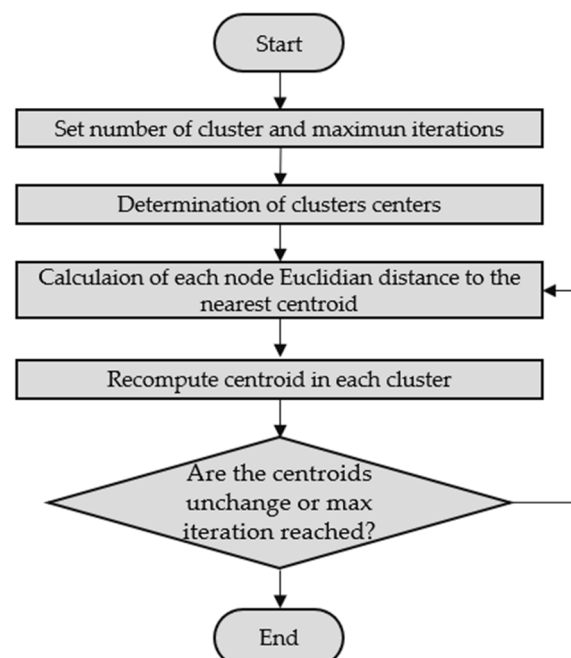 Start
Set number of cluster and maximun iterations
Determination of clusters centers
Calculaion of each node Euclidian distance to the
nearest centroid
Recompute centroid in each cluster
Are the centroids
unchange or max
iteration reached?
End